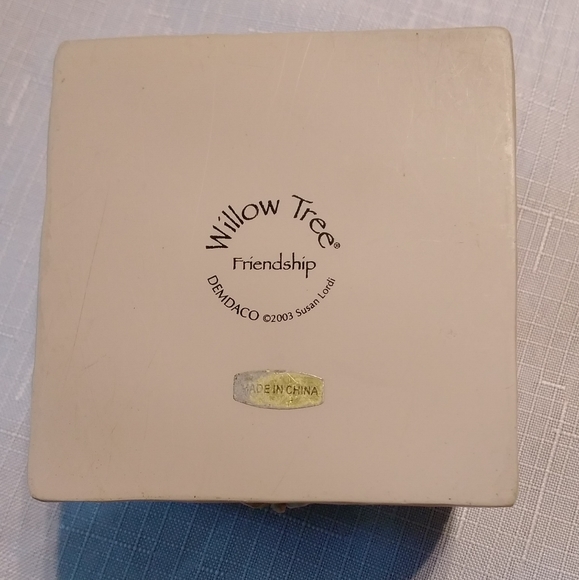 Willow Tree®
Friendship
DEMDACO ©2003 Susan Lordi
MADE IN CHINA